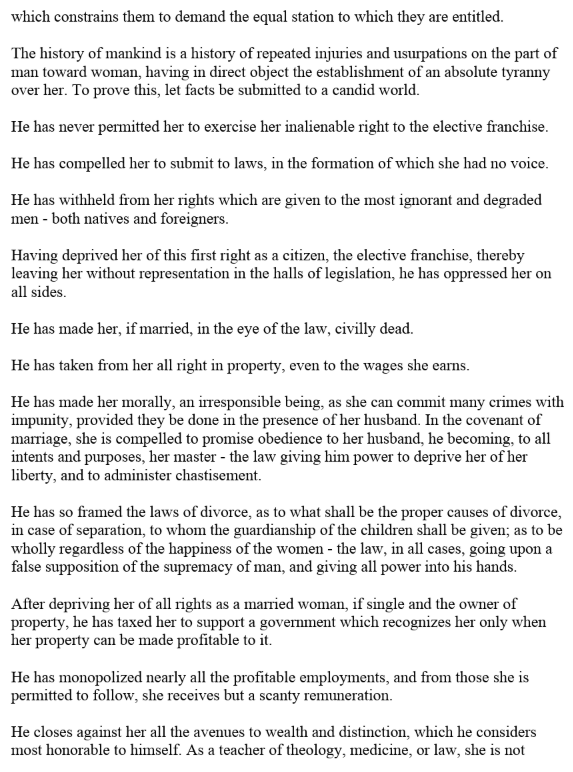 which constrains them to demand the equal station to which they are entitled.
The history of mankind is a history of repeated injuries and usurpations on the part of
man toward woman, having in direct object the establishment of an absolute tyranny
over her. To prove this, let facts be submitted to a candid world.
He has never permitted her to exercise her inalienable right to the elective franchise.
He has compelled her to submit to laws, in the formation of which she had no voice.
He has withheld from her rights which are given to the most ignorant and degraded
men - both natives and foreigners.
Having deprived her of this first right as a citizen, the elective franchise, thereby
leaving her without representation in the halls of legislation, he has oppressed her on
all sides.
He has made her, if married, in the eye of the law, civilly dead.
He has taken from her all right in property, even to the wages she earns.
He has made her morally, an irresponsible being, as she can commit many crimes with
impunity, provided they be done in the presence of her husband. In the covenant of
marriage, she is compelled to promise obedience to her husband, he becoming, to all
intents and purposes, her master - the law giving him power to deprive her of her
liberty, and to administer chastisement.
He has so framed the laws of divorce, as to what shall be the proper causes of divorce,
in case of separation, to whom the guardianship of the children shall be given; as to be
wholly regardless of the happiness of the women - the law, in all cases, going upon a
false supposition of the supremacy of man, and giving all power into his hands.
After depriving her of all rights as a married woman, if single and the owner of
property, he has taxed her to support a government which recognizes her only when
her property can be made profitable to it.
He has monopolized nearly all the profitable employments, and from those she is
permitted to follow, she receives but a scanty remuneration.
He closes against her all the avenues to wealth and distinction, which he considers
most honorable to himself. As a teacher of theology, medicine, or law, she is not